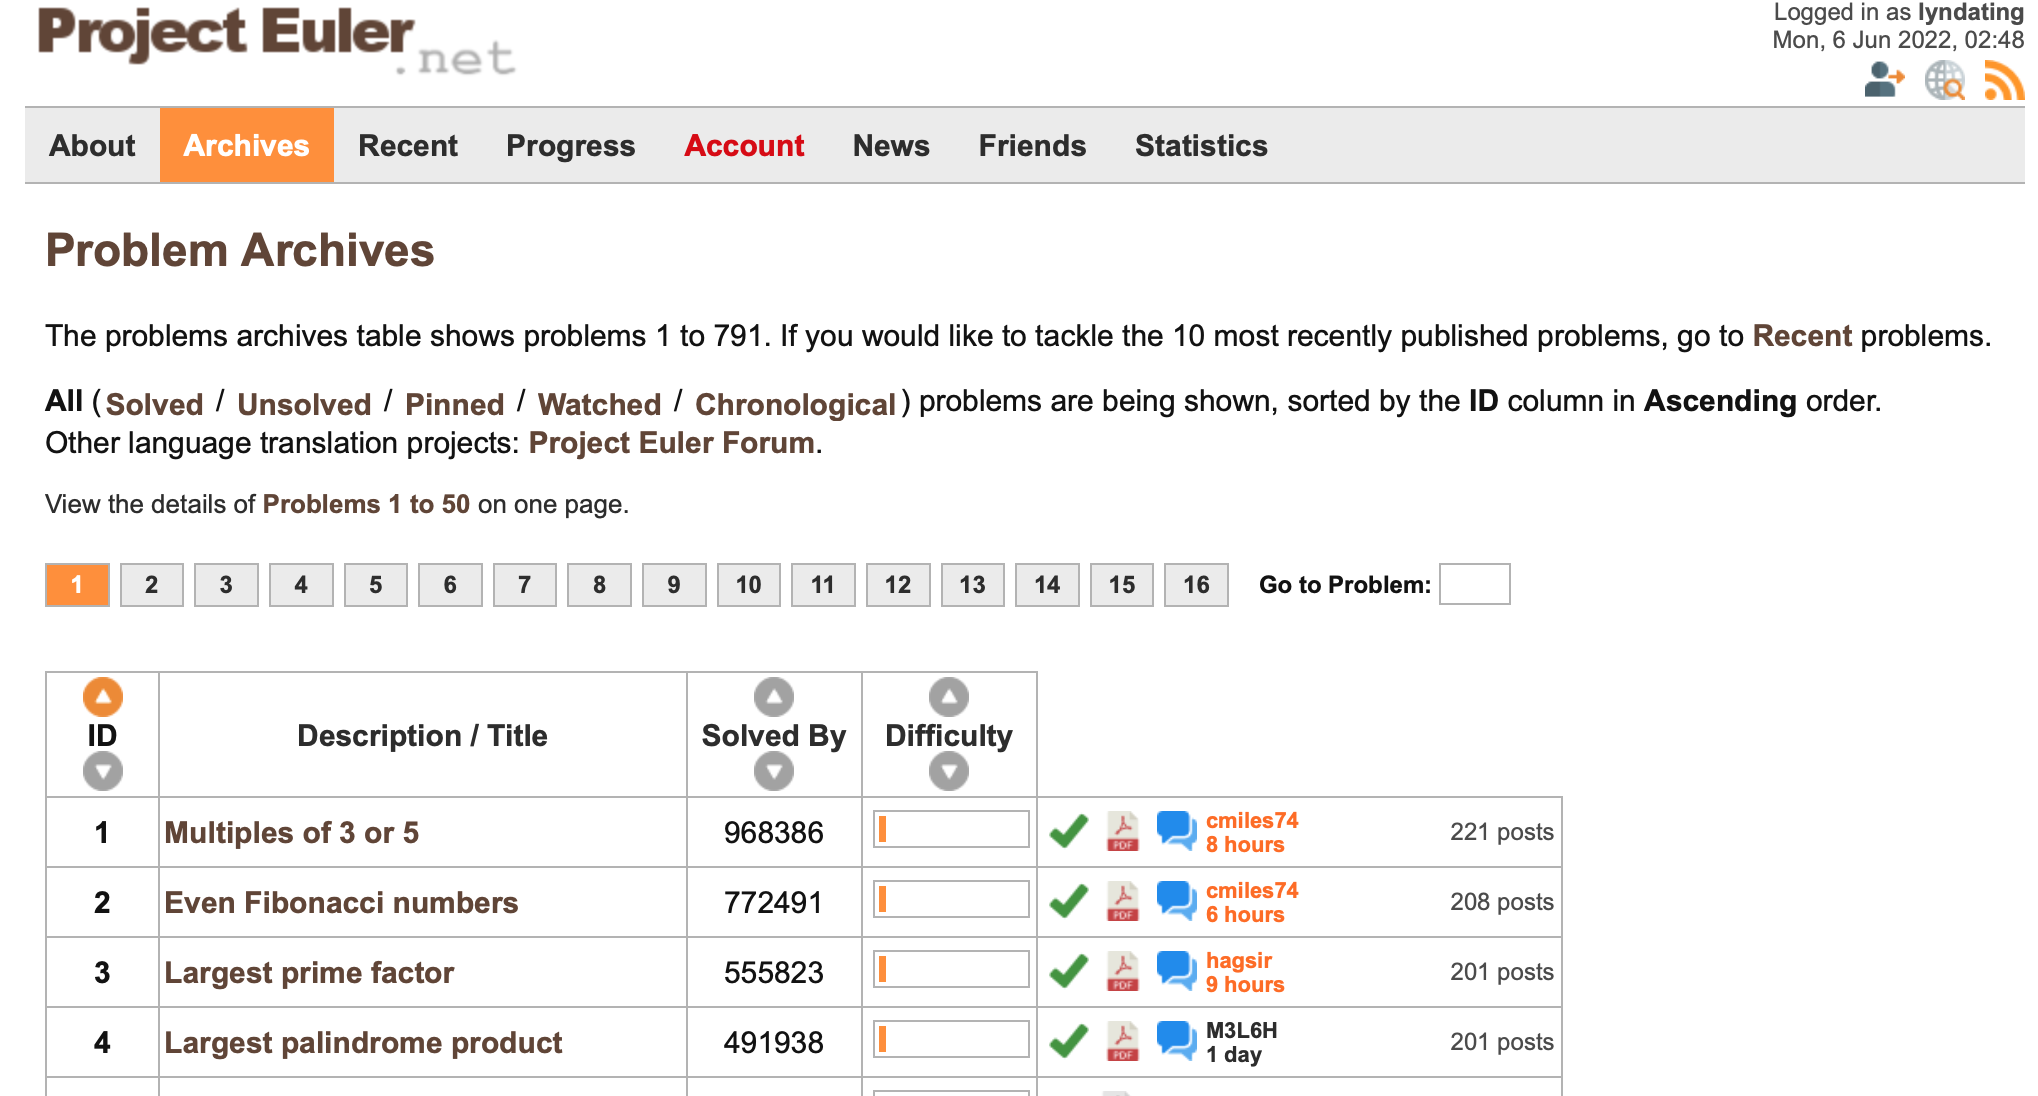 Project Euler.net
Logged in as lyndating
Mon, 6 Jun 2022, 02:48
About Archives Recent Progress Account News Friends Statistics
Problem Archives
The problems archives table shows problems 1 to 791. If you would like to tackle the 10 most recently published problems, go to Recent problems.
All (Solved / Unsolved / Pinned / Watched / Chronological) problems are being shown, sorted by the ID column in Ascending order.
Other language translation projects: Project Euler Forum.
View the details of Problems 1 to 50 on one page.
1 2 3 4 5 6 7 8 9 10 11 12 13 14 15 16 Go to Problem:
ID Description / Title Solved By Difficulty
1 Multiples of 3 or 5 968386 PDF cmiles74 8 hours 221 posts
2 Even Fibonacci numbers 772491 PDF cmiles74 6 hours 208 posts
3 Largest prime factor 555823 PDF hagsir 9 hours 201 posts
4 Largest palindrome product 491938 PDF M3L6H 1 day 201 posts